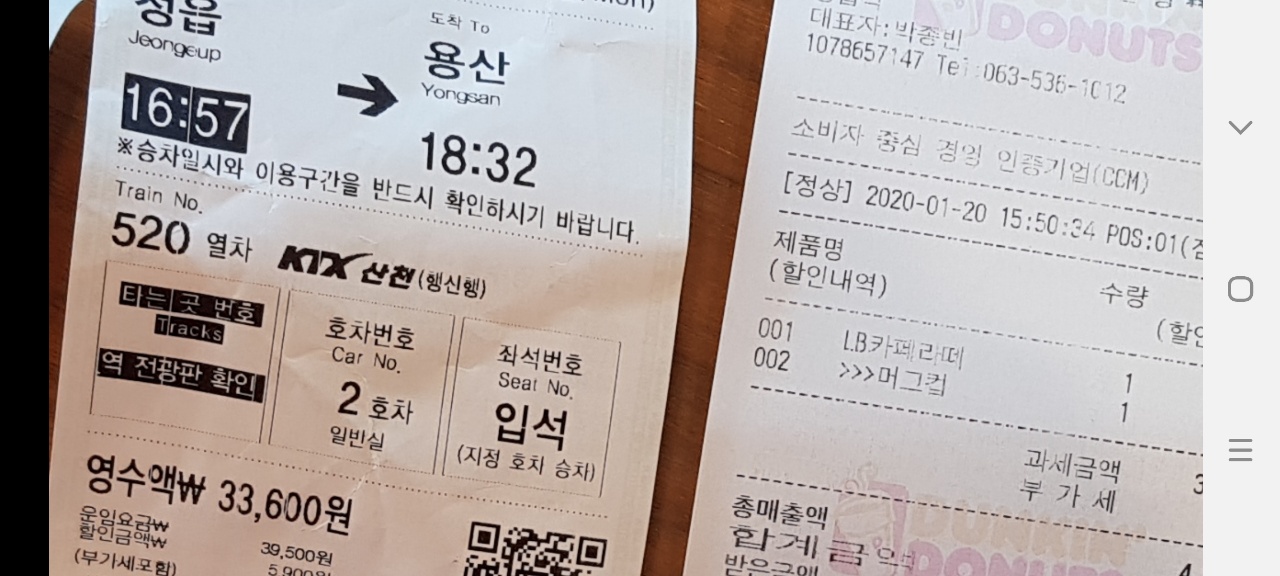 정읍
Jeongeup
도착 To
용산
Yongsan
16:57
18:32
※승차일시와 이용구간을 반드시 확인하시기 바랍니다.
Train No.
520 열차 KTX 산천(행신행)
타는 곳 번호
Tracks
역 전광판 확인
호차번호
Car No.
2 호차
일반실
좌석번호
Seat No.
입석
(지정 호차 승차)
영수액₩ 33,600원
운임요금₩ 39,500원
할인금액₩ 5,900원
(부가세포함)
DONUTS
대표자:박종빈
1078657147 Tel:063-536-1012
소비자 중심 경영 인증기업(CCM)
[정상] 2020-01-20 15:50:34 POS:01
제품명 수량
(할인내역)
001 I.B.카페라떼 1
002 >>>머그컵 1
과세금액
부 가 세
총매출액
합계금액
받은금액
DUNKIN'
DONUTS